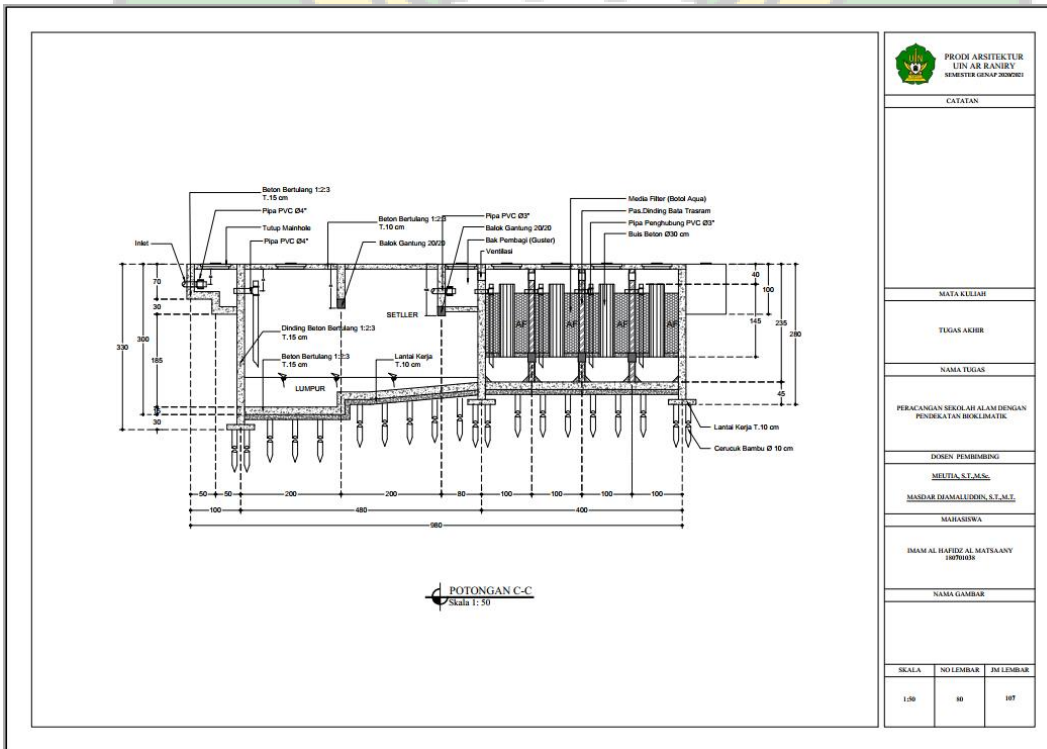 Beton Bertulang 1:2:3
T.15 cm
Pipa PVC Ø4"
Tutup Mainhole
Inlet
Pipa PVC Ø4"
Beton Bertulang 1:2:3
T.10 cm
Balok Gantung 20/20
Pipa PVC Ø3"
Balok Gantung 20/20
Bak Pembagi (Guster)
Ventilasi
Media Filter (Botol Aqua)
Pas.Dinding Bata Trasram
Pipa Penghubung PVC Ø3"
Buis Beton Ø30 cm
SETLLER
AF
AF
AF
AF
Dinding Beton Bertulang 1:2:3
T.15 cm
Beton Bertulang 1:2:3
T.15 cm
Lantai Kerja
T.10 cm
LUMPUR
Lantai Kerja T.10 cm
Cerucuk Bambu Ø 10 cm
330
300
70
30
185
30
40
100
145
235
280
45
50
50
200
200
80
100
100
100
100
100
480
400
980
POTONGAN C-C
Skala 1: 50
PRODI ARSITEKTUR
UIN AR RANIRY
SEMESTER GENAP 2020/2021
CATATAN
MATA KULIAH
TUGAS AKHIR
NAMA TUGAS
PERACANGAN SEKOLAH ALAM DENGAN
PENDEKATAN BIOKLIMATIK
DOSEN PEMBIMBING
MEUTIA, S.T.,M.Sc.
MASDAR DJAMALUDDIN, S.T.,M.T.
MAHASISWA
IMAM AL HAFIDZ AL MATSAANY
180701038
NAMA GAMBAR
SKALA
NO LEMBAR
JM LEMBAR
1:50
80
107